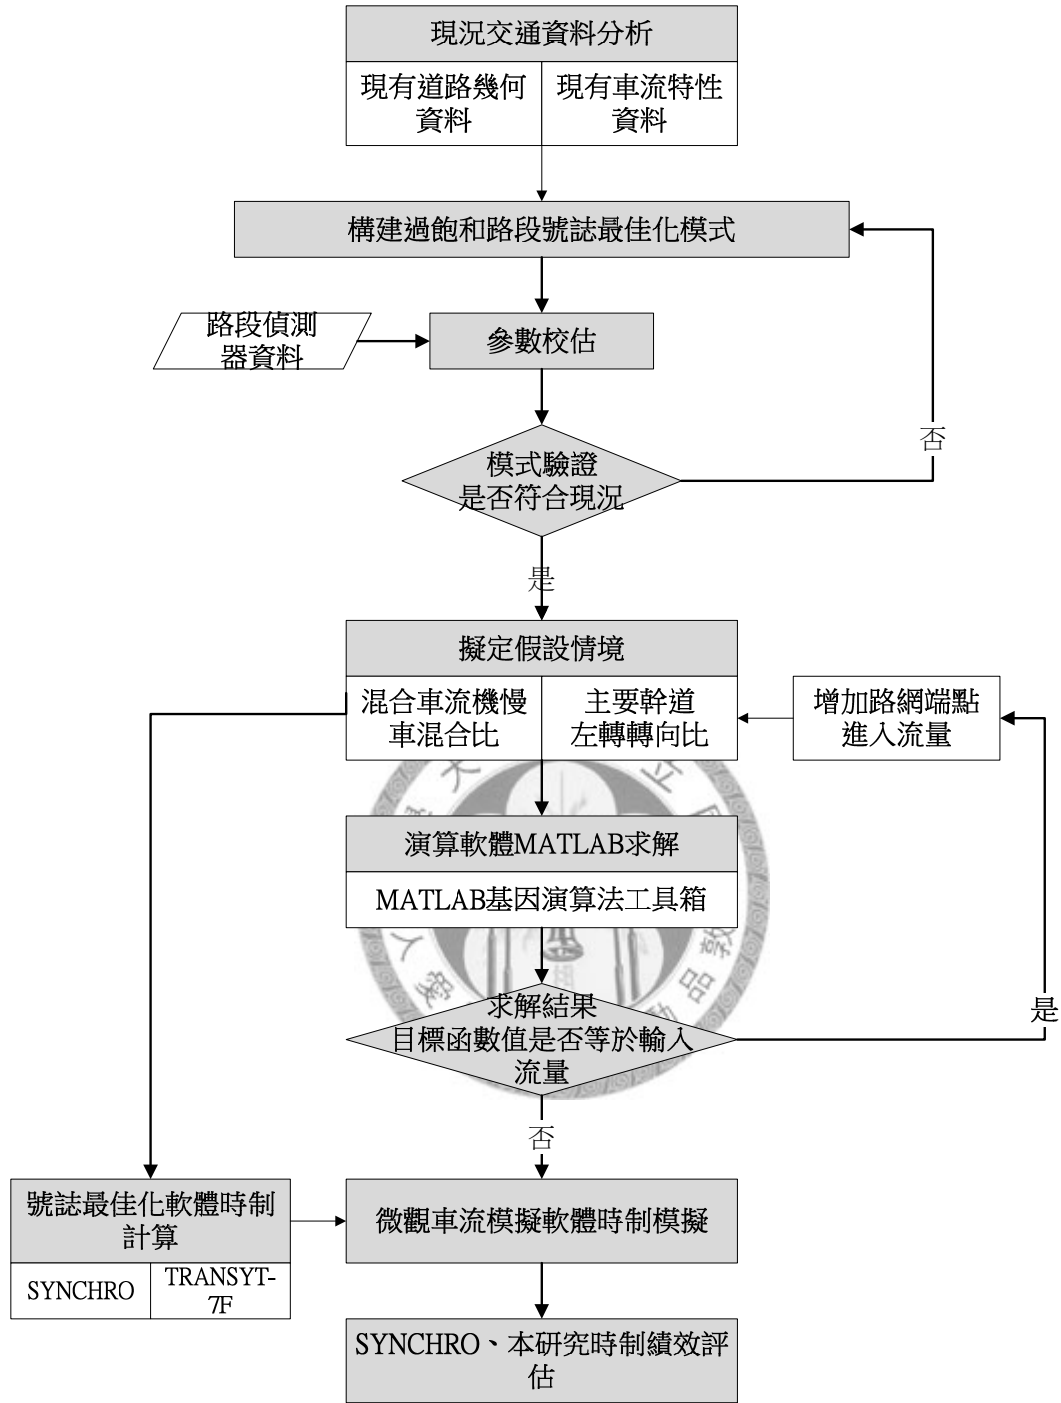 現況交通資料分析
現有道路幾何
資料
現有車流特性
資料
構建過飽和路段號誌最佳化模式
路段偵測
器資料
參數校估
否
模式驗證
是否符合現況
是
擬定假設情境
混合車流機慢
車混合比
主要幹道
左轉轉向比
增加路網端點
進入流量
演算軟體MATLAB求解
MATLAB基因演算法工具箱
求解結果
目標函數值是否等於輸入
流量
是
否
號誌最佳化軟體時制
計算
SYNCHRO
TRANSYT-
7F
微觀車流模擬軟體時制模擬
SYNCHRO、本研究時制績效評
估